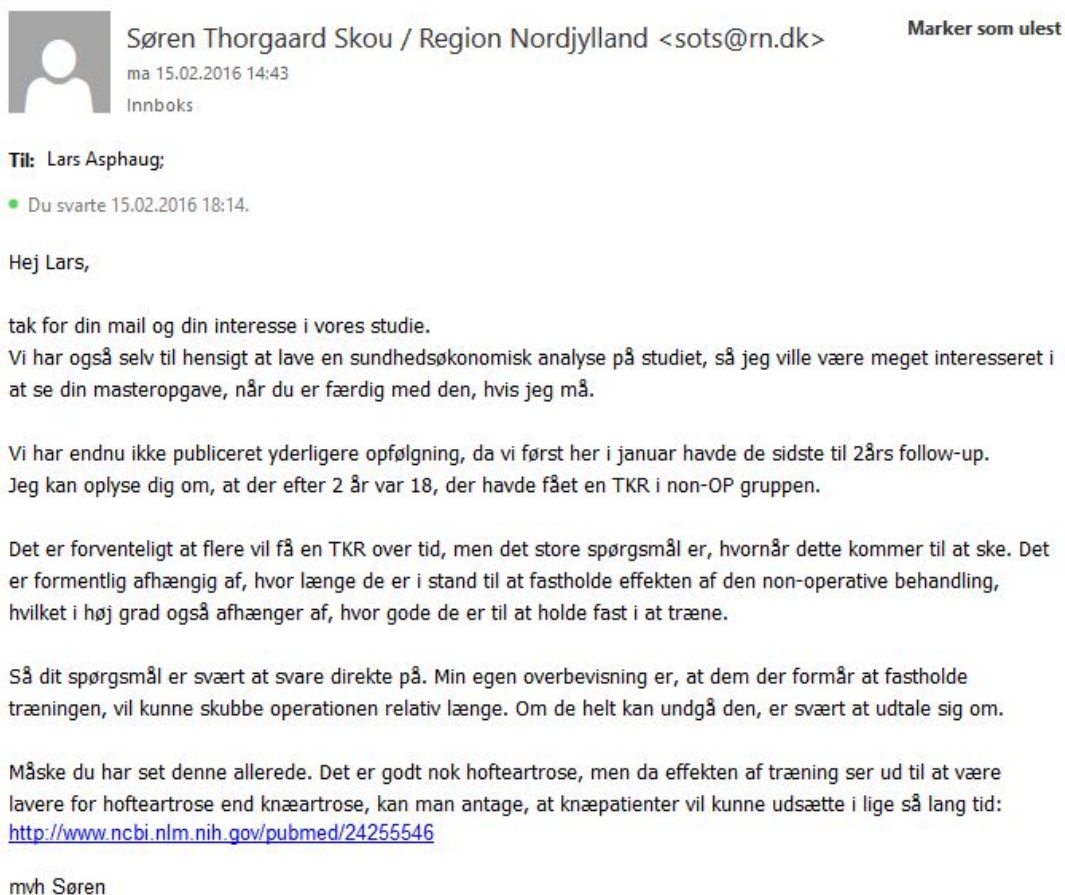 Søren Thorgaard Skou / Region Nordjylland <sots@rn.dk>
Marker som ulest
ma 15.02.2016 14:43
Innboks
Til: Lars Asphaug;
Du svarte 15.02.2016 18:14.
Hej Lars,
tak for din mail og din interesse i vores studie.
Vi har også selv til hensigt at lave en sundhedsøkonomisk analyse på studiet, så jeg ville være meget interesseret i
at se din masteropgave, når du er færdig med den, hvis jeg må.
Vi har endnu ikke publiceret yderligere opfølgning, da vi først her i januar havde de sidste til 2års follow-up.
Jeg kan oplyse dig om, at der efter 2 år var 18, der havde fået en TKR i non-OP gruppen.
Det er forventeligt at flere vil få en TKR over tid, men det store spørgsmål er, hvornår dette kommer til at ske. Det
er formentlig afhængig af, hvor længe de er i stand til at fastholde effekten af den non-operative behandling,
hvilket i høj grad også afhænger af, hvor gode de er til at holde fast i at træne.
Så dit spørgsmål er svært at svare direkte på. Min egen overbevisning er, at dem der formår at fastholde
træningen, vil kunne skubbe operationen relativ længe. Om de helt kan undgå den, er svært at udtale sig om.
Måske du har set denne allerede. Det er godt nok hofteartrose, men da effekten af træning ser ud til at være
lavere for hofteartrose end knæartrose, kan man antage, at knæpatienter vil kunne udsætte i lige så lang tid:
http://www.ncbi.nlm.nih.gov/pubmed/24255546
mvh Søren